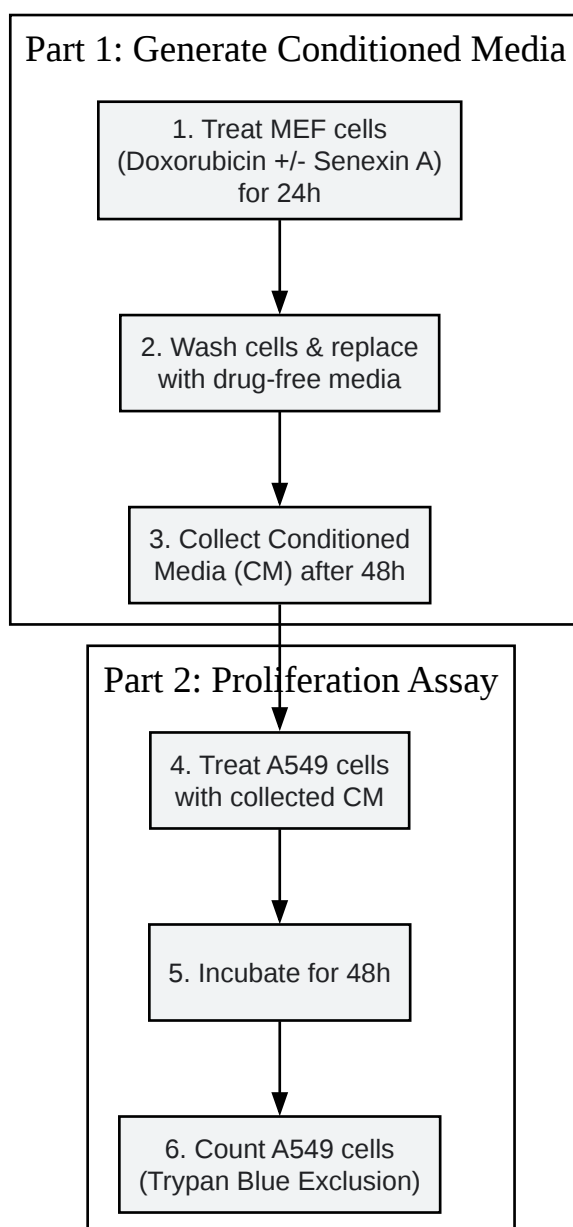 Part 1: Generate Conditioned Media
1. Treat MEF cells
(Doxorubicin +/- Senexin A)
for 24h
2. Wash cells & replace
with drug-free media
3. Collect Conditioned
Media (CM) after 48h
Part 2: Proliferation Assay
4. Treat A549 cells
with collected CM
5. Incubate for 48h
6. Count A549 cells
(Trypan Blue Exclusion)